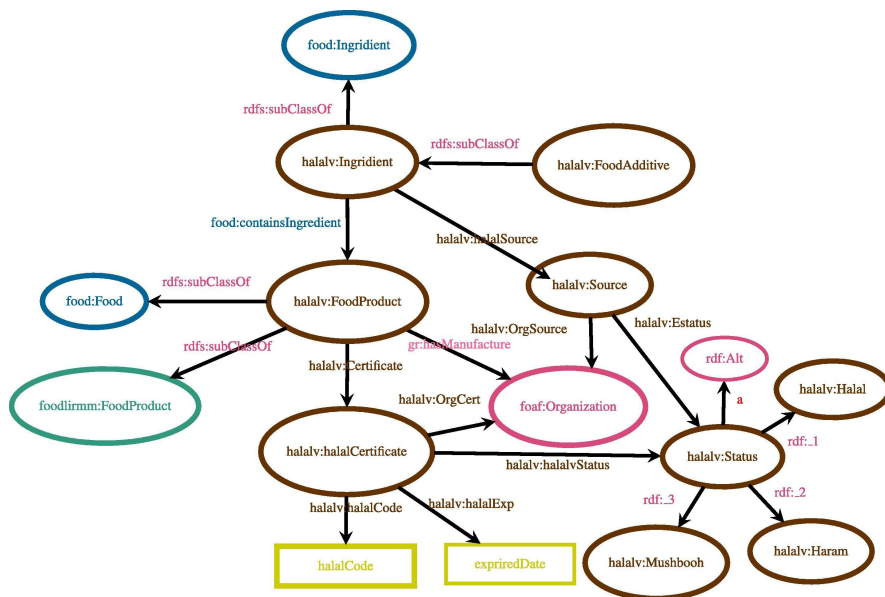 food:Ingridient
rdfs:subClassOf
halalv:Ingridient
rdfs:subClassOf
halalv:FoodAdditive
food:containsIngredient
halalv:halalSource
halalv:Source
food:Food
rdfs:subClassOf
halalv:FoodProduct
halalv:OrgSource
halalv:Estatus
rdfs:subClassOf
gr:hasManufacture
rdf:Alt
halalv:Certificate
halalv:Halal
foodlirmm:FoodProduct
halalv:OrgCert
foaf:Organization
a
rdf:_1
halalv:halalCertificate
halalv:halalvStatus
halalv:Status
rdf:_3
rdf:_2
halalv:halalCode
halalv:halalExp
halalCode
expriredDate
halalv:Mushbooh
halalv:Haram